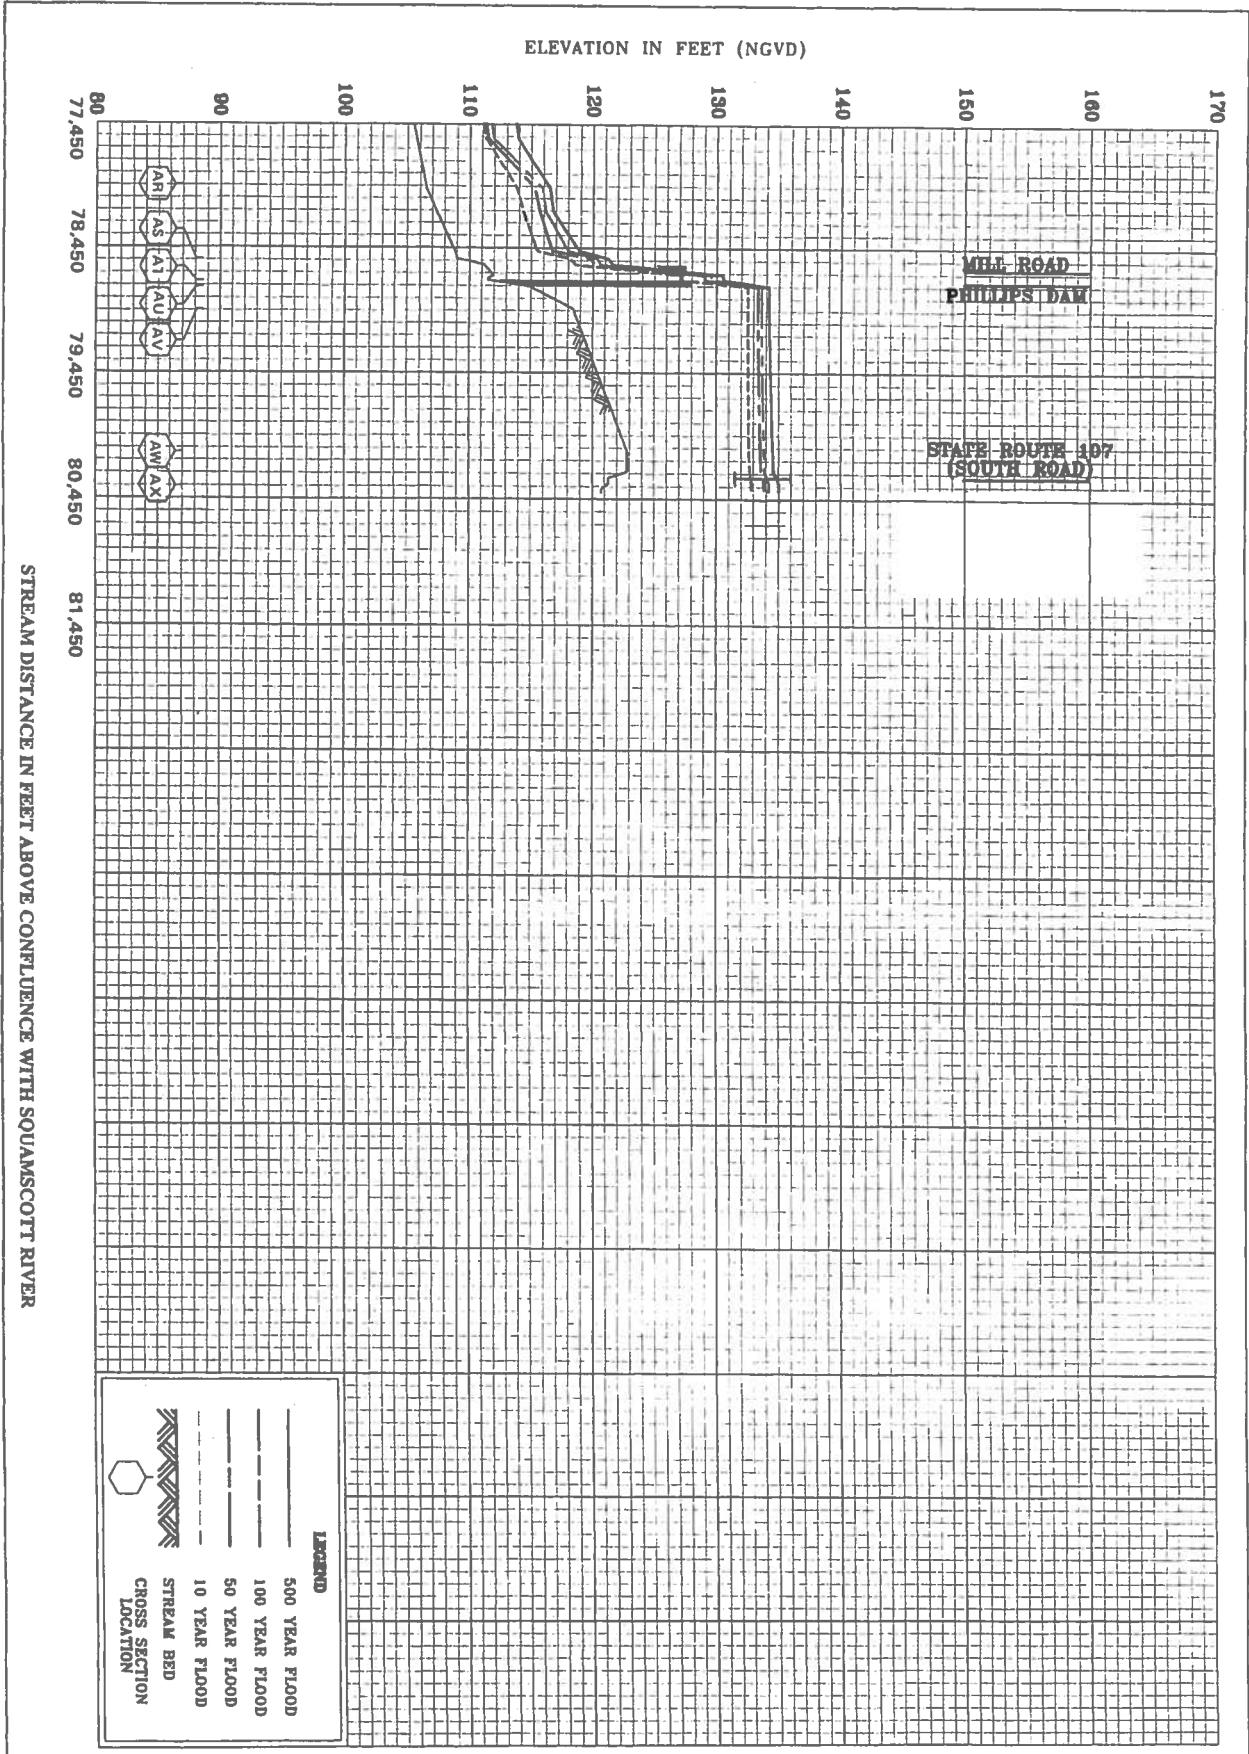 ELEVATION IN FEET (NGVD)
170
160
150
140
130
120
110
100
90
80
MILL ROAD
PHILLIPS DAM
STATE ROUTE 107
(SOUTH ROAD)
AR
AS
AT
AU
AV
AW
AX
77,450
78,450
79,450
80,450
81,450
STREAM DISTANCE IN FEET ABOVE CONFLUENCE WITH SQUAMSCOTT RIVER
LEGEND
500 YEAR FLOOD
100 YEAR FLOOD
50 YEAR FLOOD
10 YEAR FLOOD
STREAM BED
CROSS SECTION
LOCATION